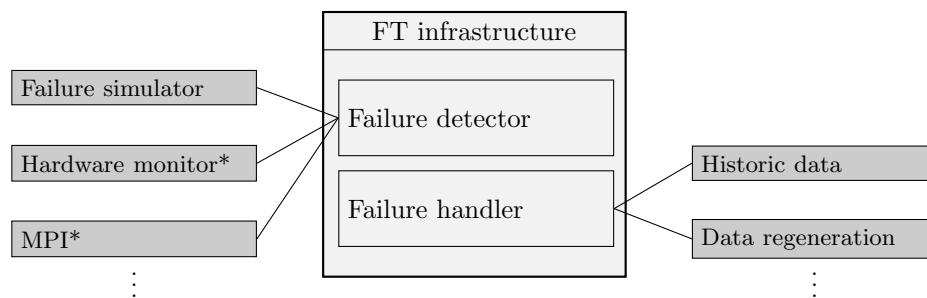 FT infrastructure
Failure simulator
Hardware monitor*
MPI*
Failure detector
Failure handler
Historic data
Data regeneration